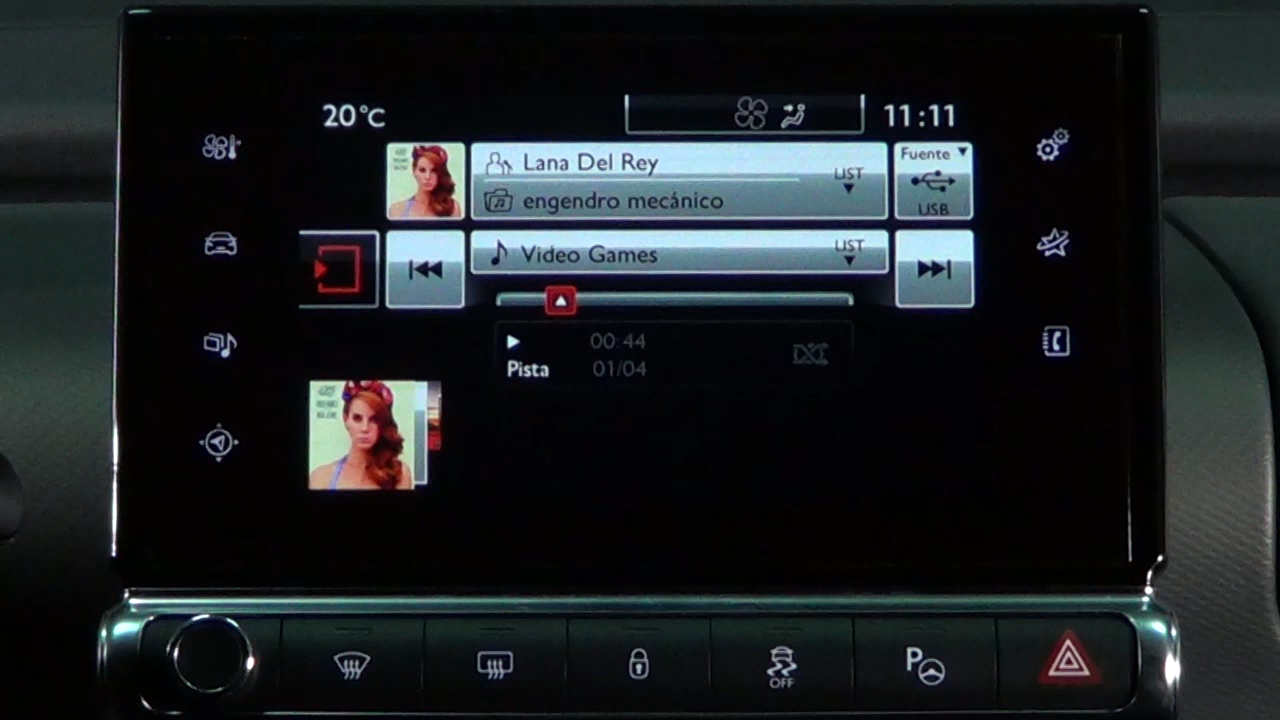 20°C
11:11
Lana Del Rey
LIST
engendro mecánico
Fuente
USB
Video Games
LIST
00:44
Pista 01/04
OFF
P